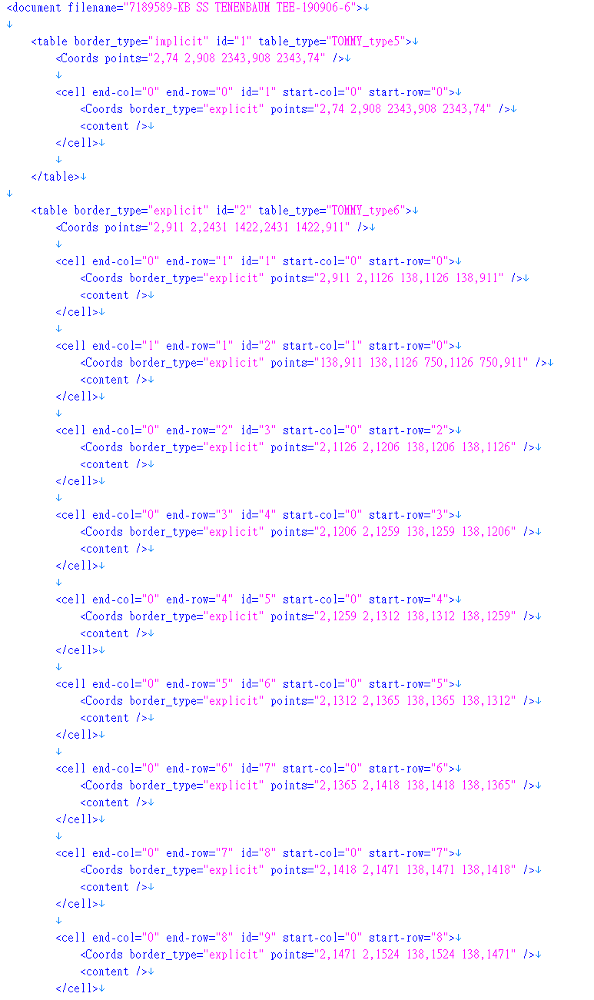 <document filename="7189589-KB SS TENENBAUM TEE-190906-6">↓
↓
<table border_type="implicit" id="1" table_type="TOMMY_type5">↓
<Coords points="2,74 2,908 2343,908 2343,74" />↓
↓
<cell end-col="0" end-row="0" id="1" start-col="0" start-row="0">↓
<Coords border_type="explicit" points="2,74 2,908 2343,908 2343,74" />↓
<content />↓
</cell>↓
↓
</table>↓
↓
<table border_type="explicit" id="2" table_type="TOMMY_type6">↓
<Coords points="2,911 2,2431 1422,2431 1422,911" />↓
↓
<cell end-col="0" end-row="1" id="1" start-col="0" start-row="0">↓
<Coords border_type="explicit" points="2,911 2,1126 138,1126 138,911" />↓
<content />↓
</cell>↓
↓
<cell end-col="1" end-row="1" id="2" start-col="1" start-row="0">↓
<Coords border_type="explicit" points="138,911 138,1126 750,1126 750,911" />↓
<content />↓
</cell>↓
↓
<cell end-col="0" end-row="2" id="3" start-col="0" start-row="2">↓
<Coords border_type="explicit" points="2,1126 2,1206 138,1206 138,1126" />↓
<content />↓
</cell>↓
↓
<cell end-col="0" end-row="3" id="4" start-col="0" start-row="3">↓
<Coords border_type="explicit" points="2,1206 2,1259 138,1259 138,1206" />↓
<content />↓
</cell>↓
↓
<cell end-col="0" end-row="4" id="5" start-col="0" start-row="4">↓
<Coords border_type="explicit" points="2,1259 2,1312 138,1312 138,1259" />↓
<content />↓
</cell>↓
↓
<cell end-col="0" end-row="5" id="6" start-col="0" start-row="5">↓
<Coords border_type="explicit" points="2,1312 2,1365 138,1365 138,1312" />↓
<content />↓
</cell>↓
↓
<cell end-col="0" end-row="6" id="7" start-col="0" start-row="6">↓
<Coords border_type="explicit" points="2,1365 2,1418 138,1418 138,1365" />↓
<content />↓
</cell>↓
↓
<cell end-col="0" end-row="7" id="8" start-col="0" start-row="7">↓
<Coords border_type="explicit" points="2,1418 2,1471 138,1471 138,1418" />↓
<content />↓
</cell>↓
↓
<cell end-col="0" end-row="8" id="9" start-col="0" start-row="8">↓
<Coords border_type="explicit" points="2,1471 2,1524 138,1524 138,1471" />↓
<content />↓
</cell>↓